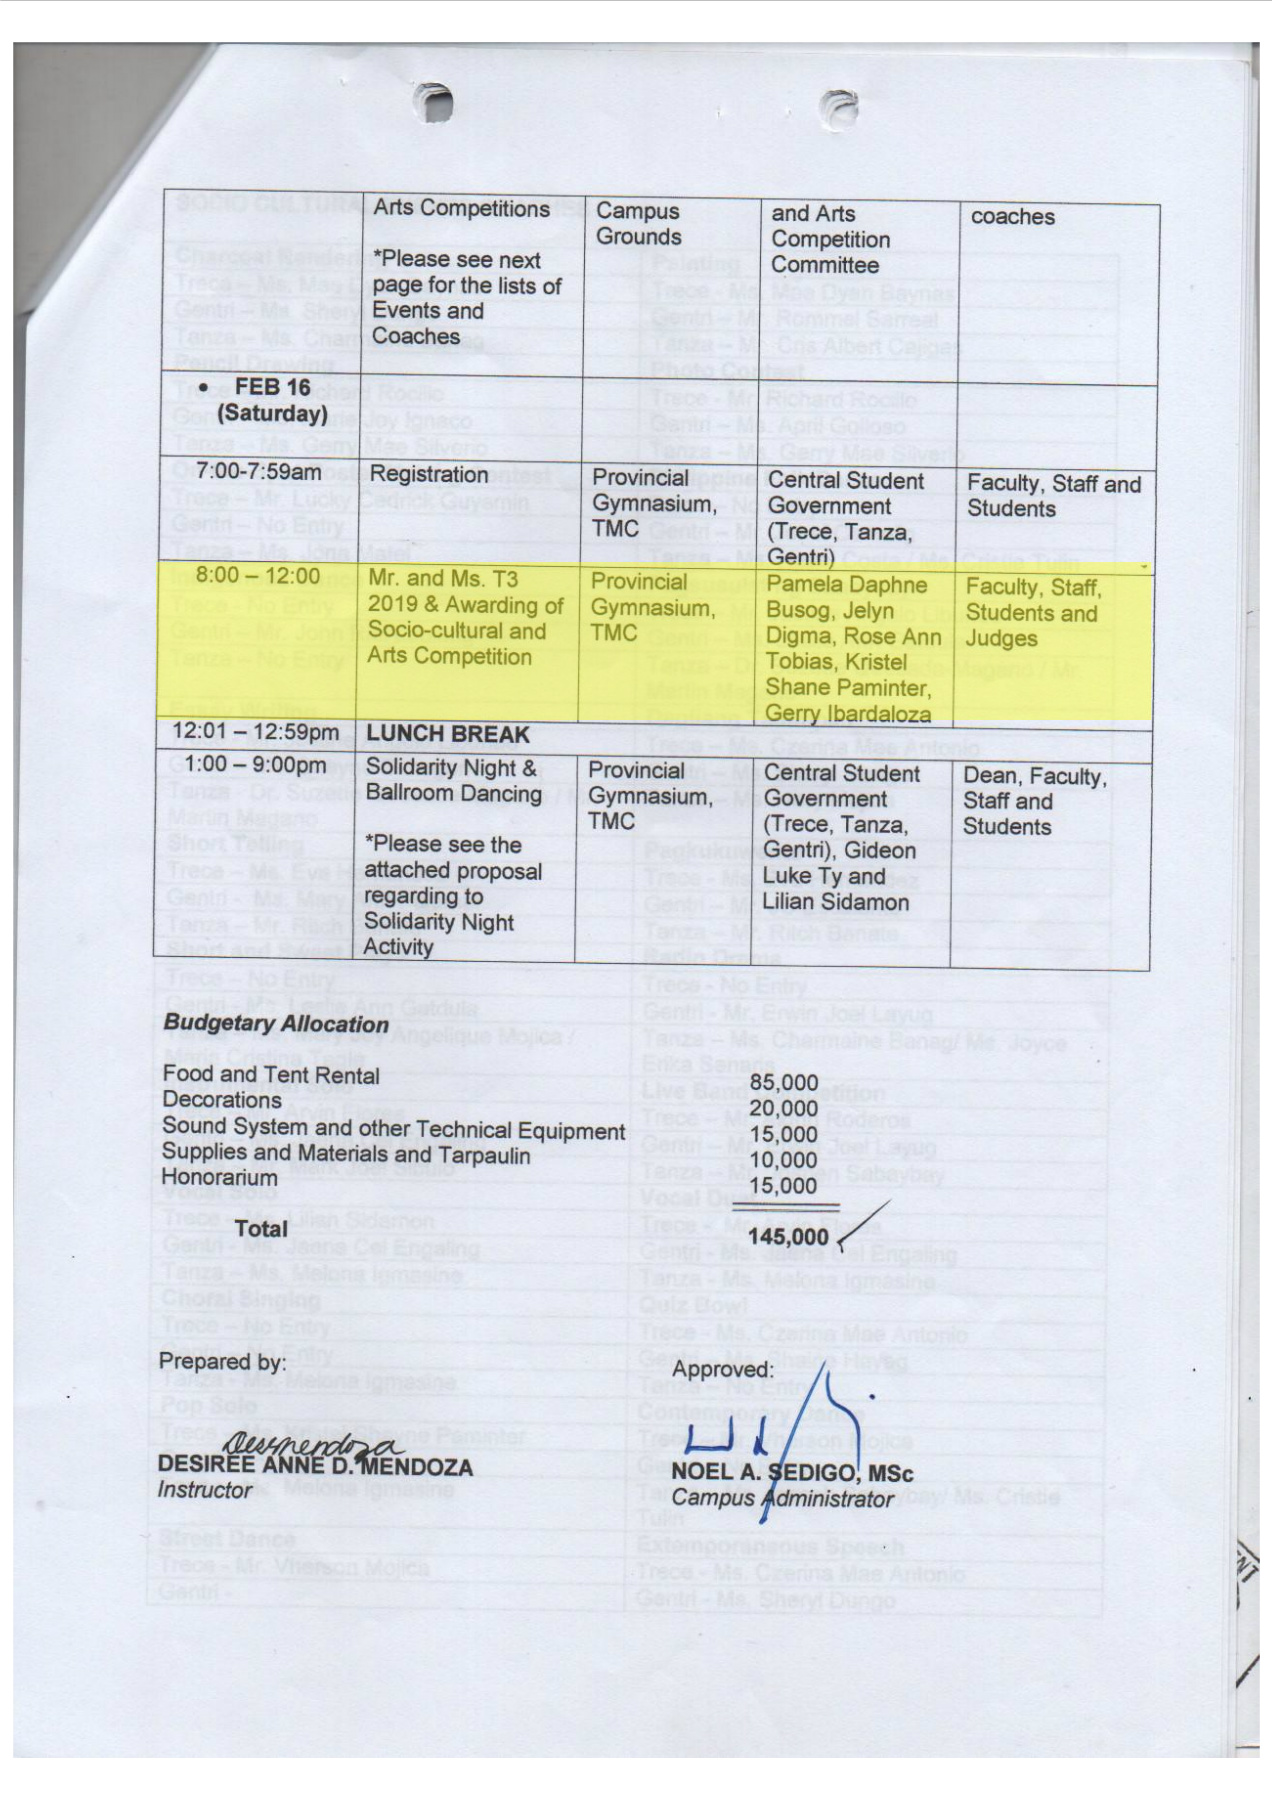 Arts Competitions
*Please see next
page for the lists of
Events and
Coaches
Campus
Grounds
and Arts
Competition
Committee
coaches
• FEB 16
(Saturday)
7:00-7:59am
Registration
Provincial
Gymnasium,
TMC
Central Student
Government
(Trece, Tanza,
Gentri)
Faculty, Staff and
Students
8:00 – 12:00
Mr. and Ms. T3
2019 & Awarding of
Socio-cultural and
Arts Competition
Provincial
Gymnasium,
TMC
Pamela Daphne
Busog, Jelyn
Digma, Rose Ann
Tobias, Kristel
Shane Paminter,
Gerry Ibardaloza
Faculty, Staff,
Students and
Judges
12:01 – 12:59pm
LUNCH BREAK
1:00 – 9:00pm
Solidarity Night &
Ballroom Dancing
*Please see the
attached proposal
regarding to
Solidarity Night
Activity
Provincial
Gymnasium,
TMC
Central Student
Government
(Trece, Tanza,
Gentri), Gideon
Luke Ty and
Lilian Sidamon
Dean, Faculty,
Staff and
Students
Budgetary Allocation
Food and Tent Rental 85,000
Decorations 20,000
Sound System and other Technical Equipment 15,000
Supplies and Materials and Tarpaulin 10,000
Honorarium 15,000
Total 145,000
Prepared by:
Approved:
Desmendoza
DESIREE ANNE D. MENDOZA
Instructor
NOEL A. SEDIGO, MSc
Campus Administrator